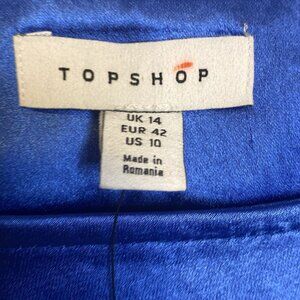 TOPSHOP
UK 14
EUR 42
US 10
Made in
Romania